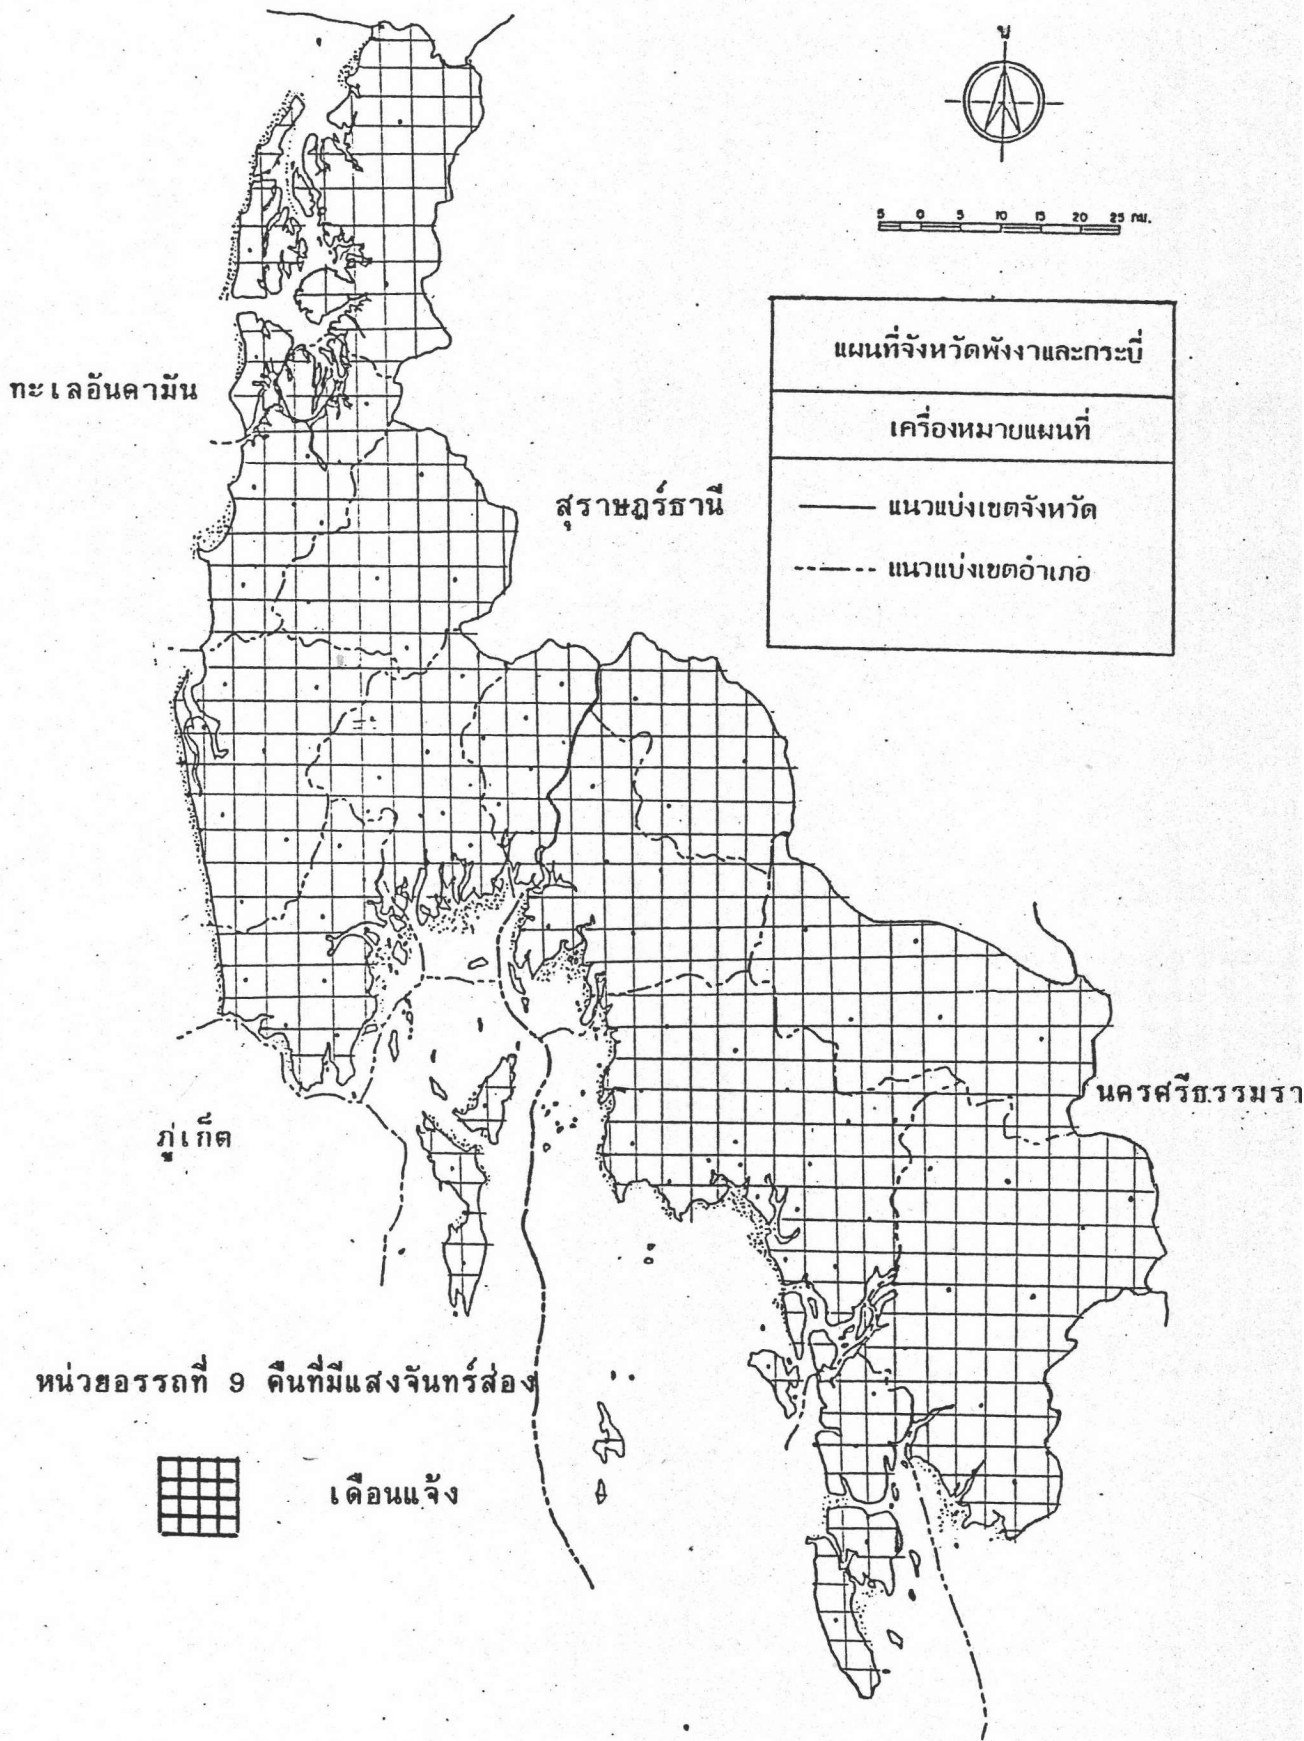 น
5 0 5 10 15 20 25 กม.
แผนที่จังหวัดพังงาและกระบี่
เครื่องหมายแผนที่
แนวแบ่งเขตจังหวัด
แนวแบ่งเขตอำเภอ
ทะเลอันดามัน
สุราษฎร์ธานี
นครศรีธรรมรา
ภูเก็ต
หน่วยอรรถที่ 9 คืนที่มีแสงจันทร์ส่อง
เดือนแจ้ง